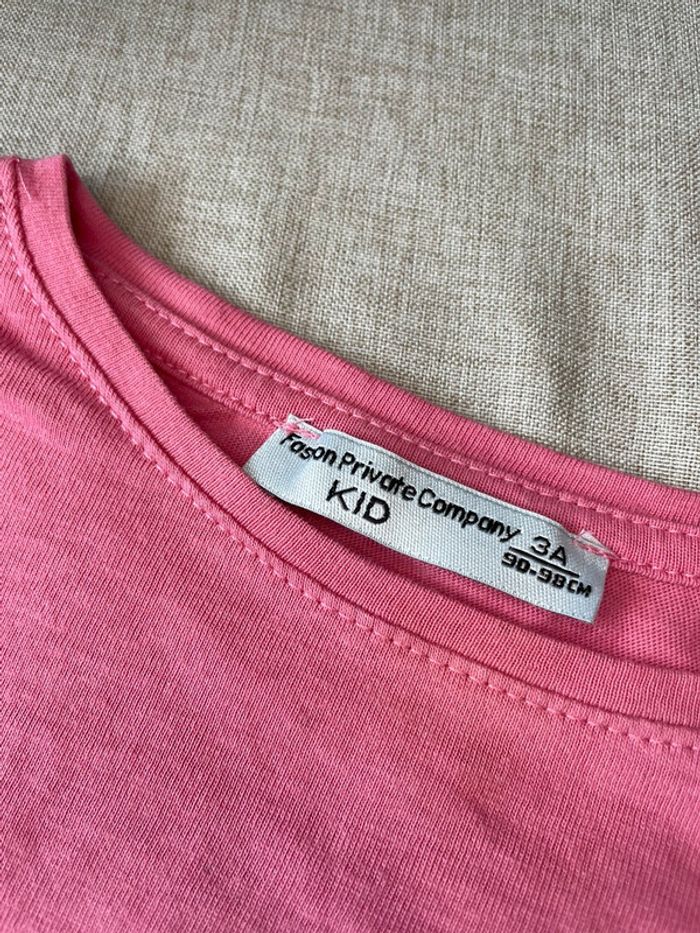 Fason Private Company
KID
3A
90-98CM